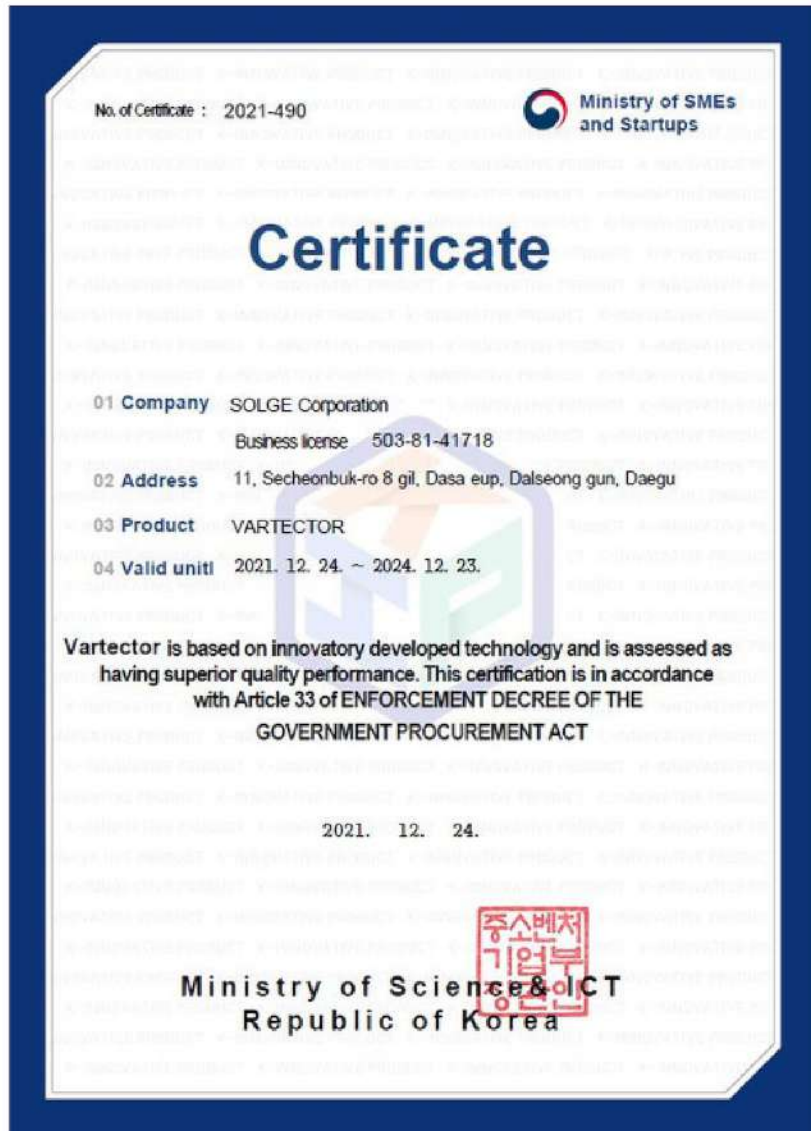 No. of Certificate : 2021-490
Ministry of SMEs
and Startups
Certificate
01 Company SOLGE Corporation
Business license 503-81-41718
02 Address 11, Secheonbuk-ro 8 gil, Dasa eup, Dalseong gun, Daegu
03 Product VARTECTOR
04 Valid unitl 2021. 12. 24. ~ 2024. 12. 23.
Vartector is based on innovatory developed technology and is assessed as
having superior quality performance. This certification is in accordance
with Article 33 of ENFORCEMENT DECREE OF THE
GOVERNMENT PROCUREMENT ACT
2021. 12. 24.
중소벤처
기업부
장관인
Ministry of Science & ICT
Republic of Korea